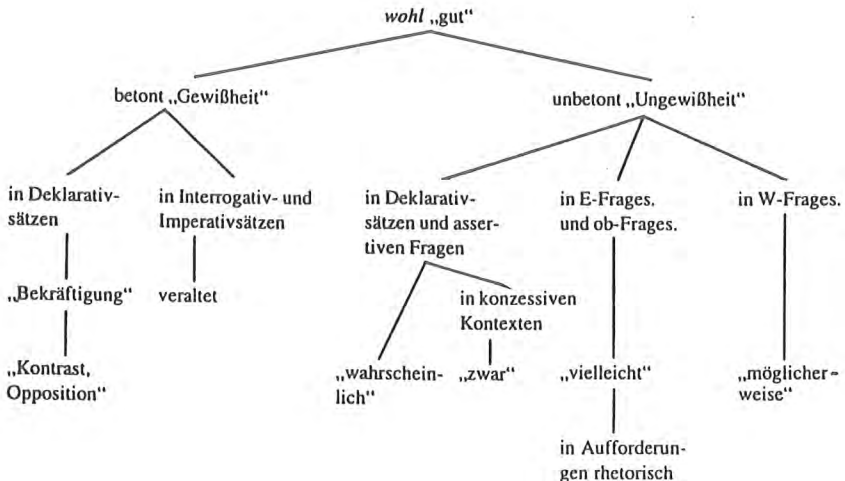 wohl „gut“
betont „Gewißheit“
unbetont „Ungewißheit“
in Deklarativ-
sätzen
in Interrogativ- und
Imperativsätzen
in Deklarativ-
sätzen und asser-
tiven Fragen
in E-Frages.
und ob-Frages.
in W-Frages.
„Bekräftigung“
veraltet
in konzessiven
Kontexten
„Kontrast,
Opposition“
„wahrschein-
lich“
„zwar“
„vielleicht“
„möglicher-
weise“
in Aufforderun-
gen rhetorisch